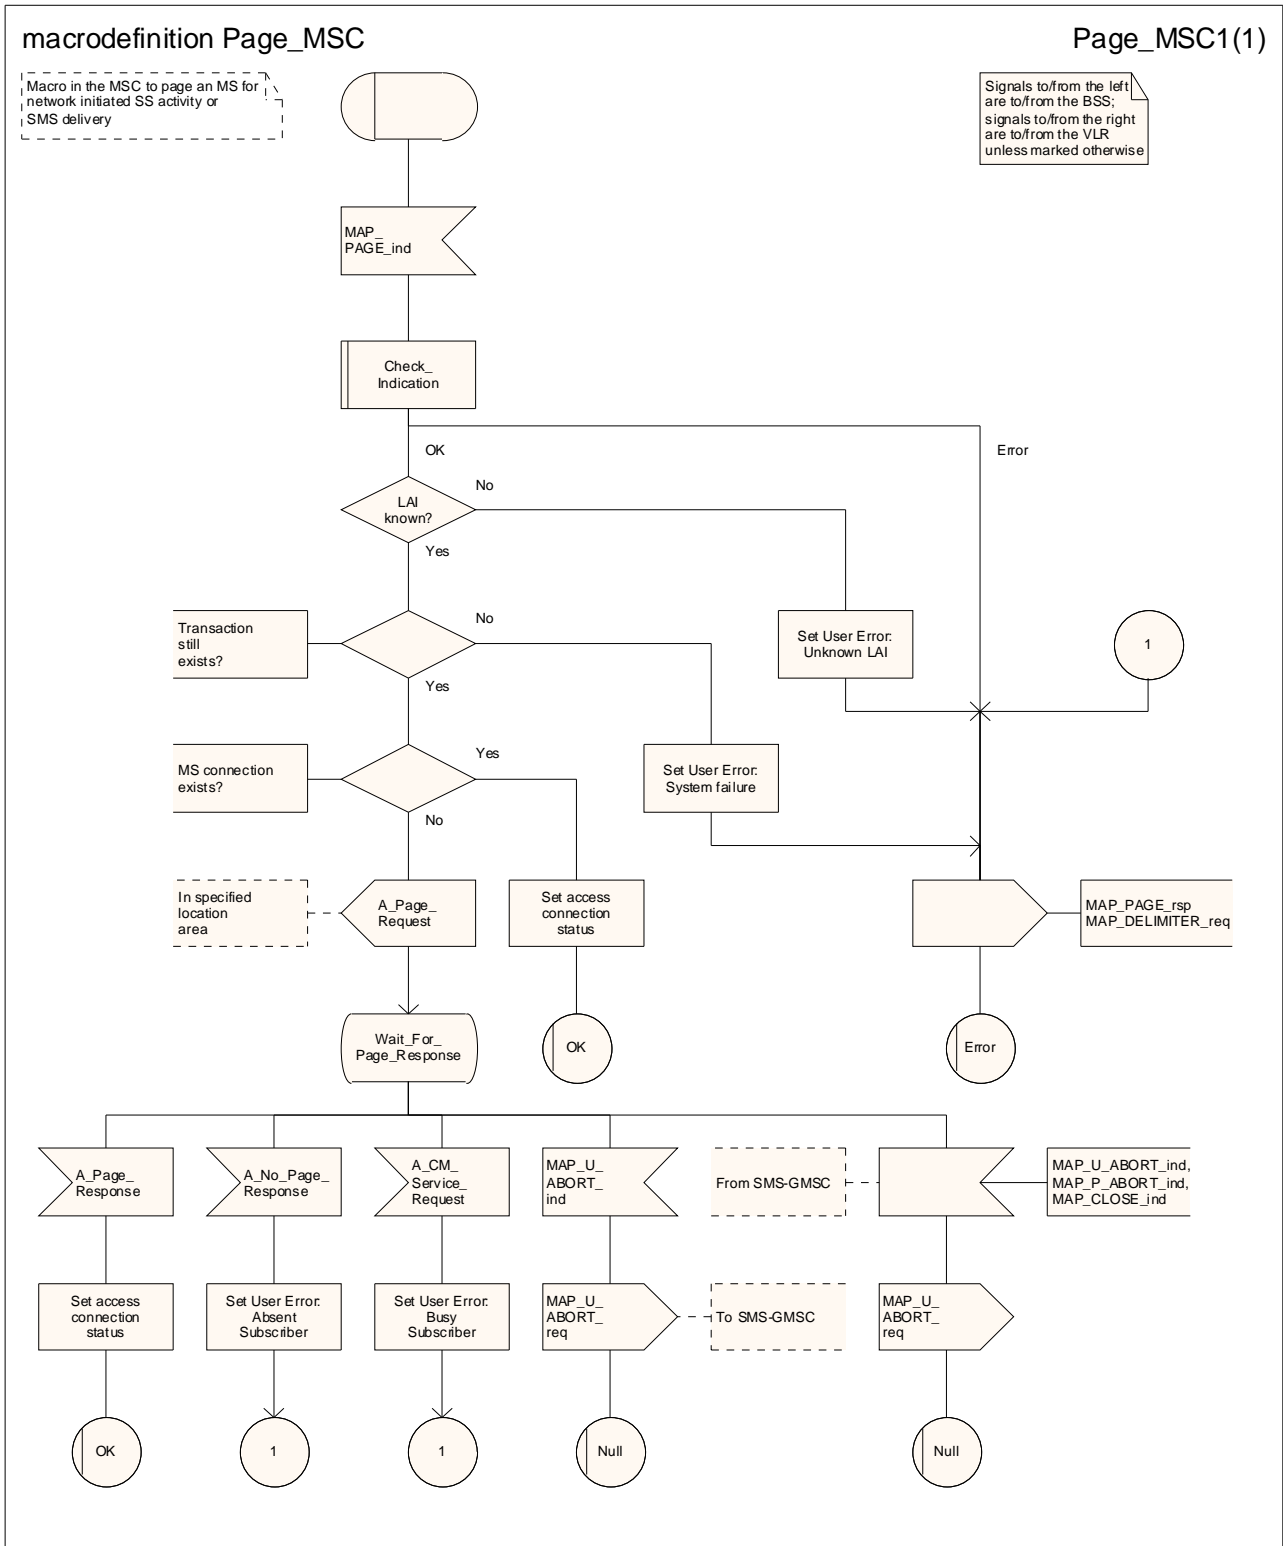 macrodefinition Page_MSC
Page_MSC1(1)
Macro in the MSC to page an MS for
network initiated SS activity or
SMS delivery
Signals to/from the left
are to/from the BSS;
signals to/from the right
are to/from the VLR
unless marked otherwise
MAP_
PAGE_ind
Check_
Indication
OK
Error
LAI
known?
No
Yes
Transaction
still
exists?
No
Yes
Set User Error:
Unknown LAI
1
MS connection
exists?
Yes
No
Set User Error:
System failure
In specified
location
area
A_Page_
Request
Set access
connection
status
MAP_PAGE_rsp
MAP_DELIMITER_req
Wait_For_
Page_Response
OK
Error
A_Page_
Response
A_No_Page_
Response
A_CM_
Service_
Request
MAP_U_
ABORT_
ind
From SMS-GMSC
MAP_U_ABORT_ind,
MAP_P_ABORT_ind,
MAP_CLOSE_ind
Set access
connection
status
Set User Error:
Absent
Subscriber
Set User Error:
Busy
Subscriber
MAP_U_
ABORT_
req
To SMS-GMSC
MAP_U_
ABORT_
req
OK
1
1
Null
Null